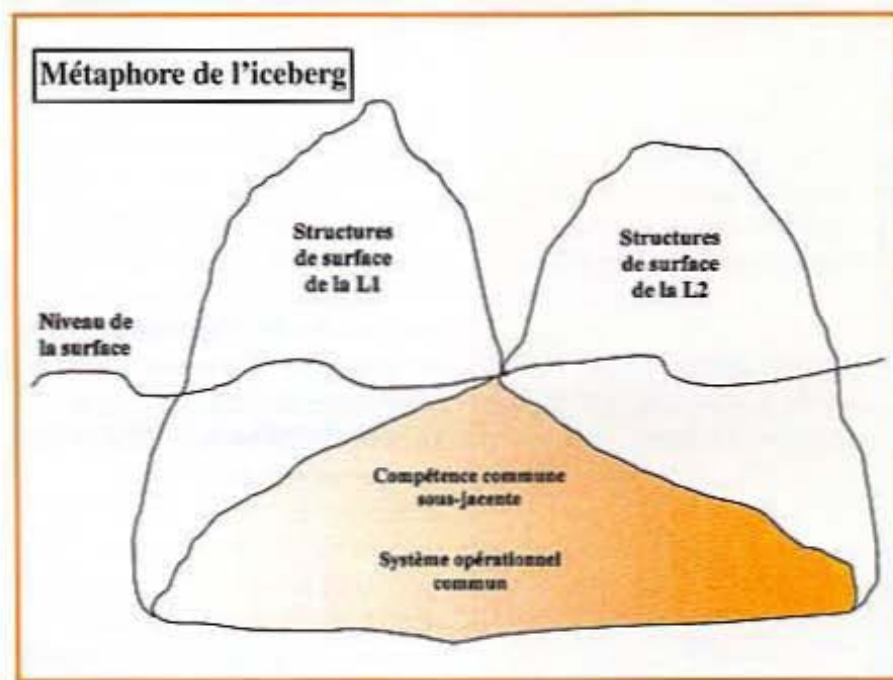 Métaphore de l'iceberg
Structures
de surface
de la L1
Structures
de surface
de la L2
Niveau de
la surface
Compétence commune
sous-jacente
Système opérationnel
commun